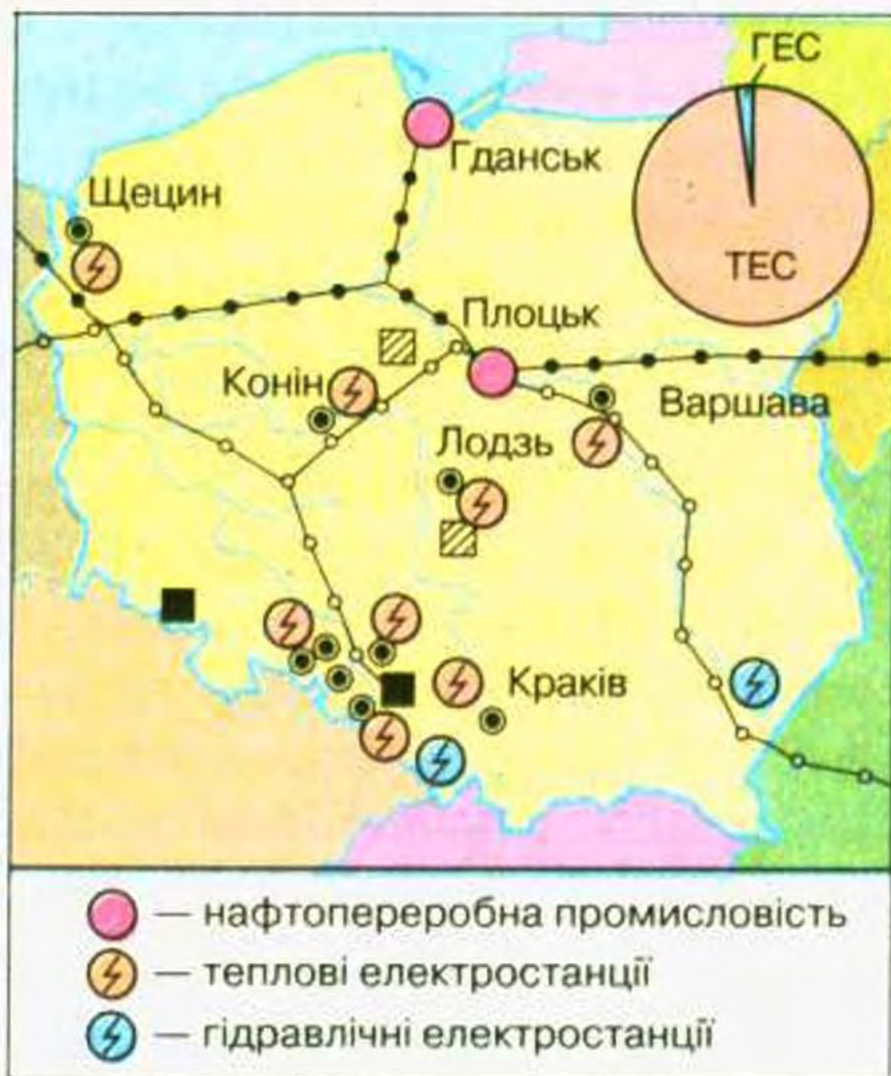 ГЕС
Гданськ
Щецин
ТЕС
Плоцьк
Конін
Варшава
Лодзь
Краків
— нафтопереробна промисловість
— теплові електростанції
— гідравлічні електростанції